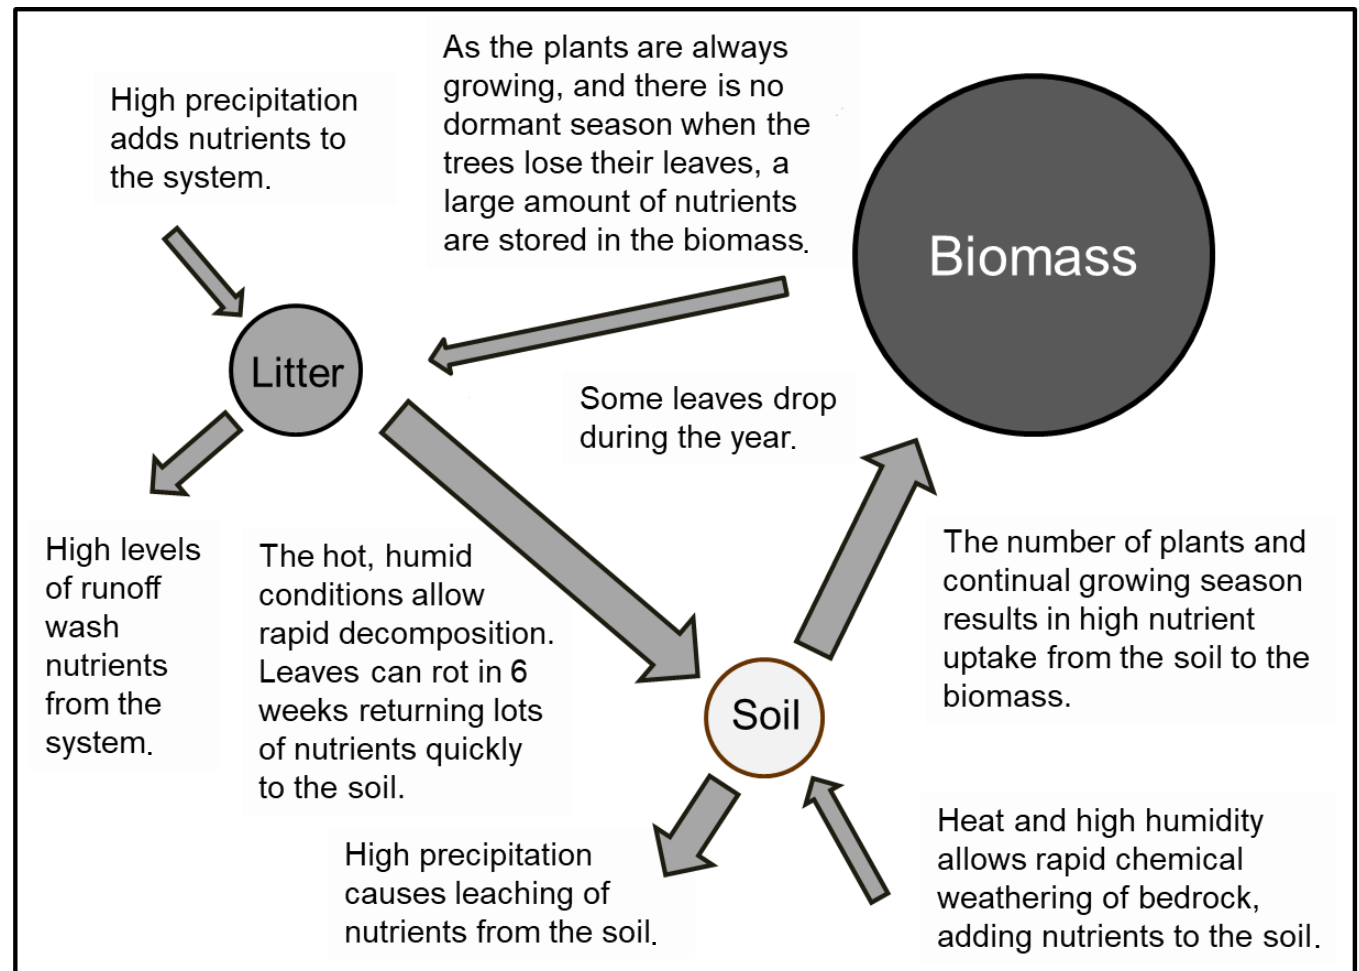 High precipitation
adds nutrients to
the system.
As the plants are always
growing, and there is no
dormant season when the
trees lose their leaves, a
large amount of nutrients
are stored in the biomass.
Biomass
Litter
Some leaves drop
during the year.
High levels
of runoff
wash
nutrients
from the
system.
The hot, humid
conditions allow
rapid decomposition.
Leaves can rot in 6
weeks returning lots
of nutrients quickly
to the soil.
The number of plants and
continual growing season
results in high nutrient
uptake from the soil to the
biomass.
Soil
High precipitation
causes leaching of
nutrients from the soil.
Heat and high humidity
allows rapid chemical
weathering of bedrock,
adding nutrients to the soil.